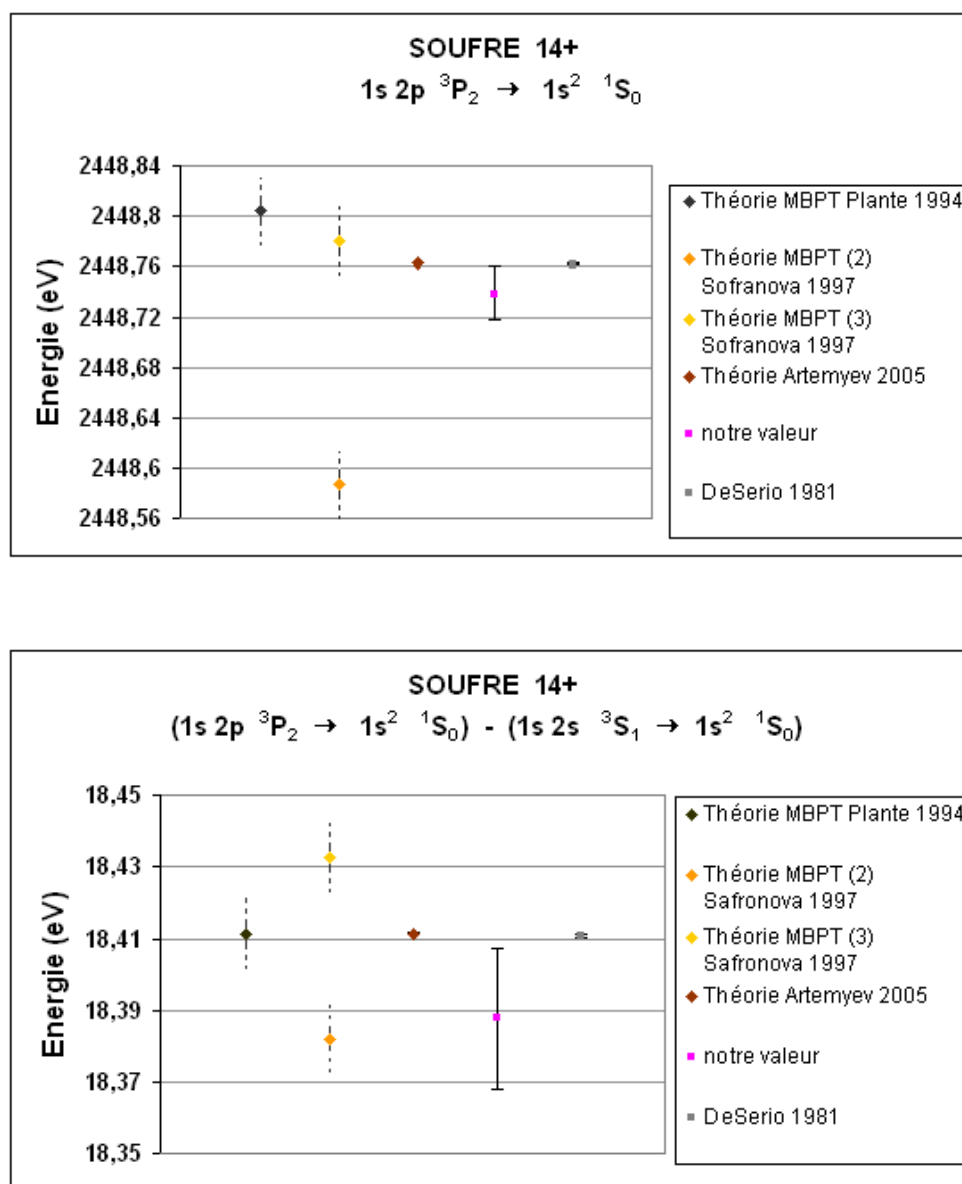 SOUFRE 14+
1s 2p ³P₂ → 1s² ¹S₀
Energie (eV)
2448,84
2448,8
2448,76
2448,72
2448,68
2448,64
2448,6
2448,56
Théorie MBPT Plante 1994
Théorie MBPT (2)
Sofranova 1997
Théorie MBPT (3)
Sofranova 1997
Théorie Artemyev 2005
notre valeur
DeSerio 1981
SOUFRE 14+
(1s 2p ³P₂ → 1s² ¹S₀) - (1s 2s ³S₁ → 1s² ¹S₀)
Energie (eV)
18,45
18,43
18,41
18,39
18,37
18,35
Théorie MBPT Plante 1994
Théorie MBPT (2)
Safronova 1997
Théorie MBPT (3)
Safronova 1997
Théorie Artemyev 2005
notre valeur
DeSerio 1981